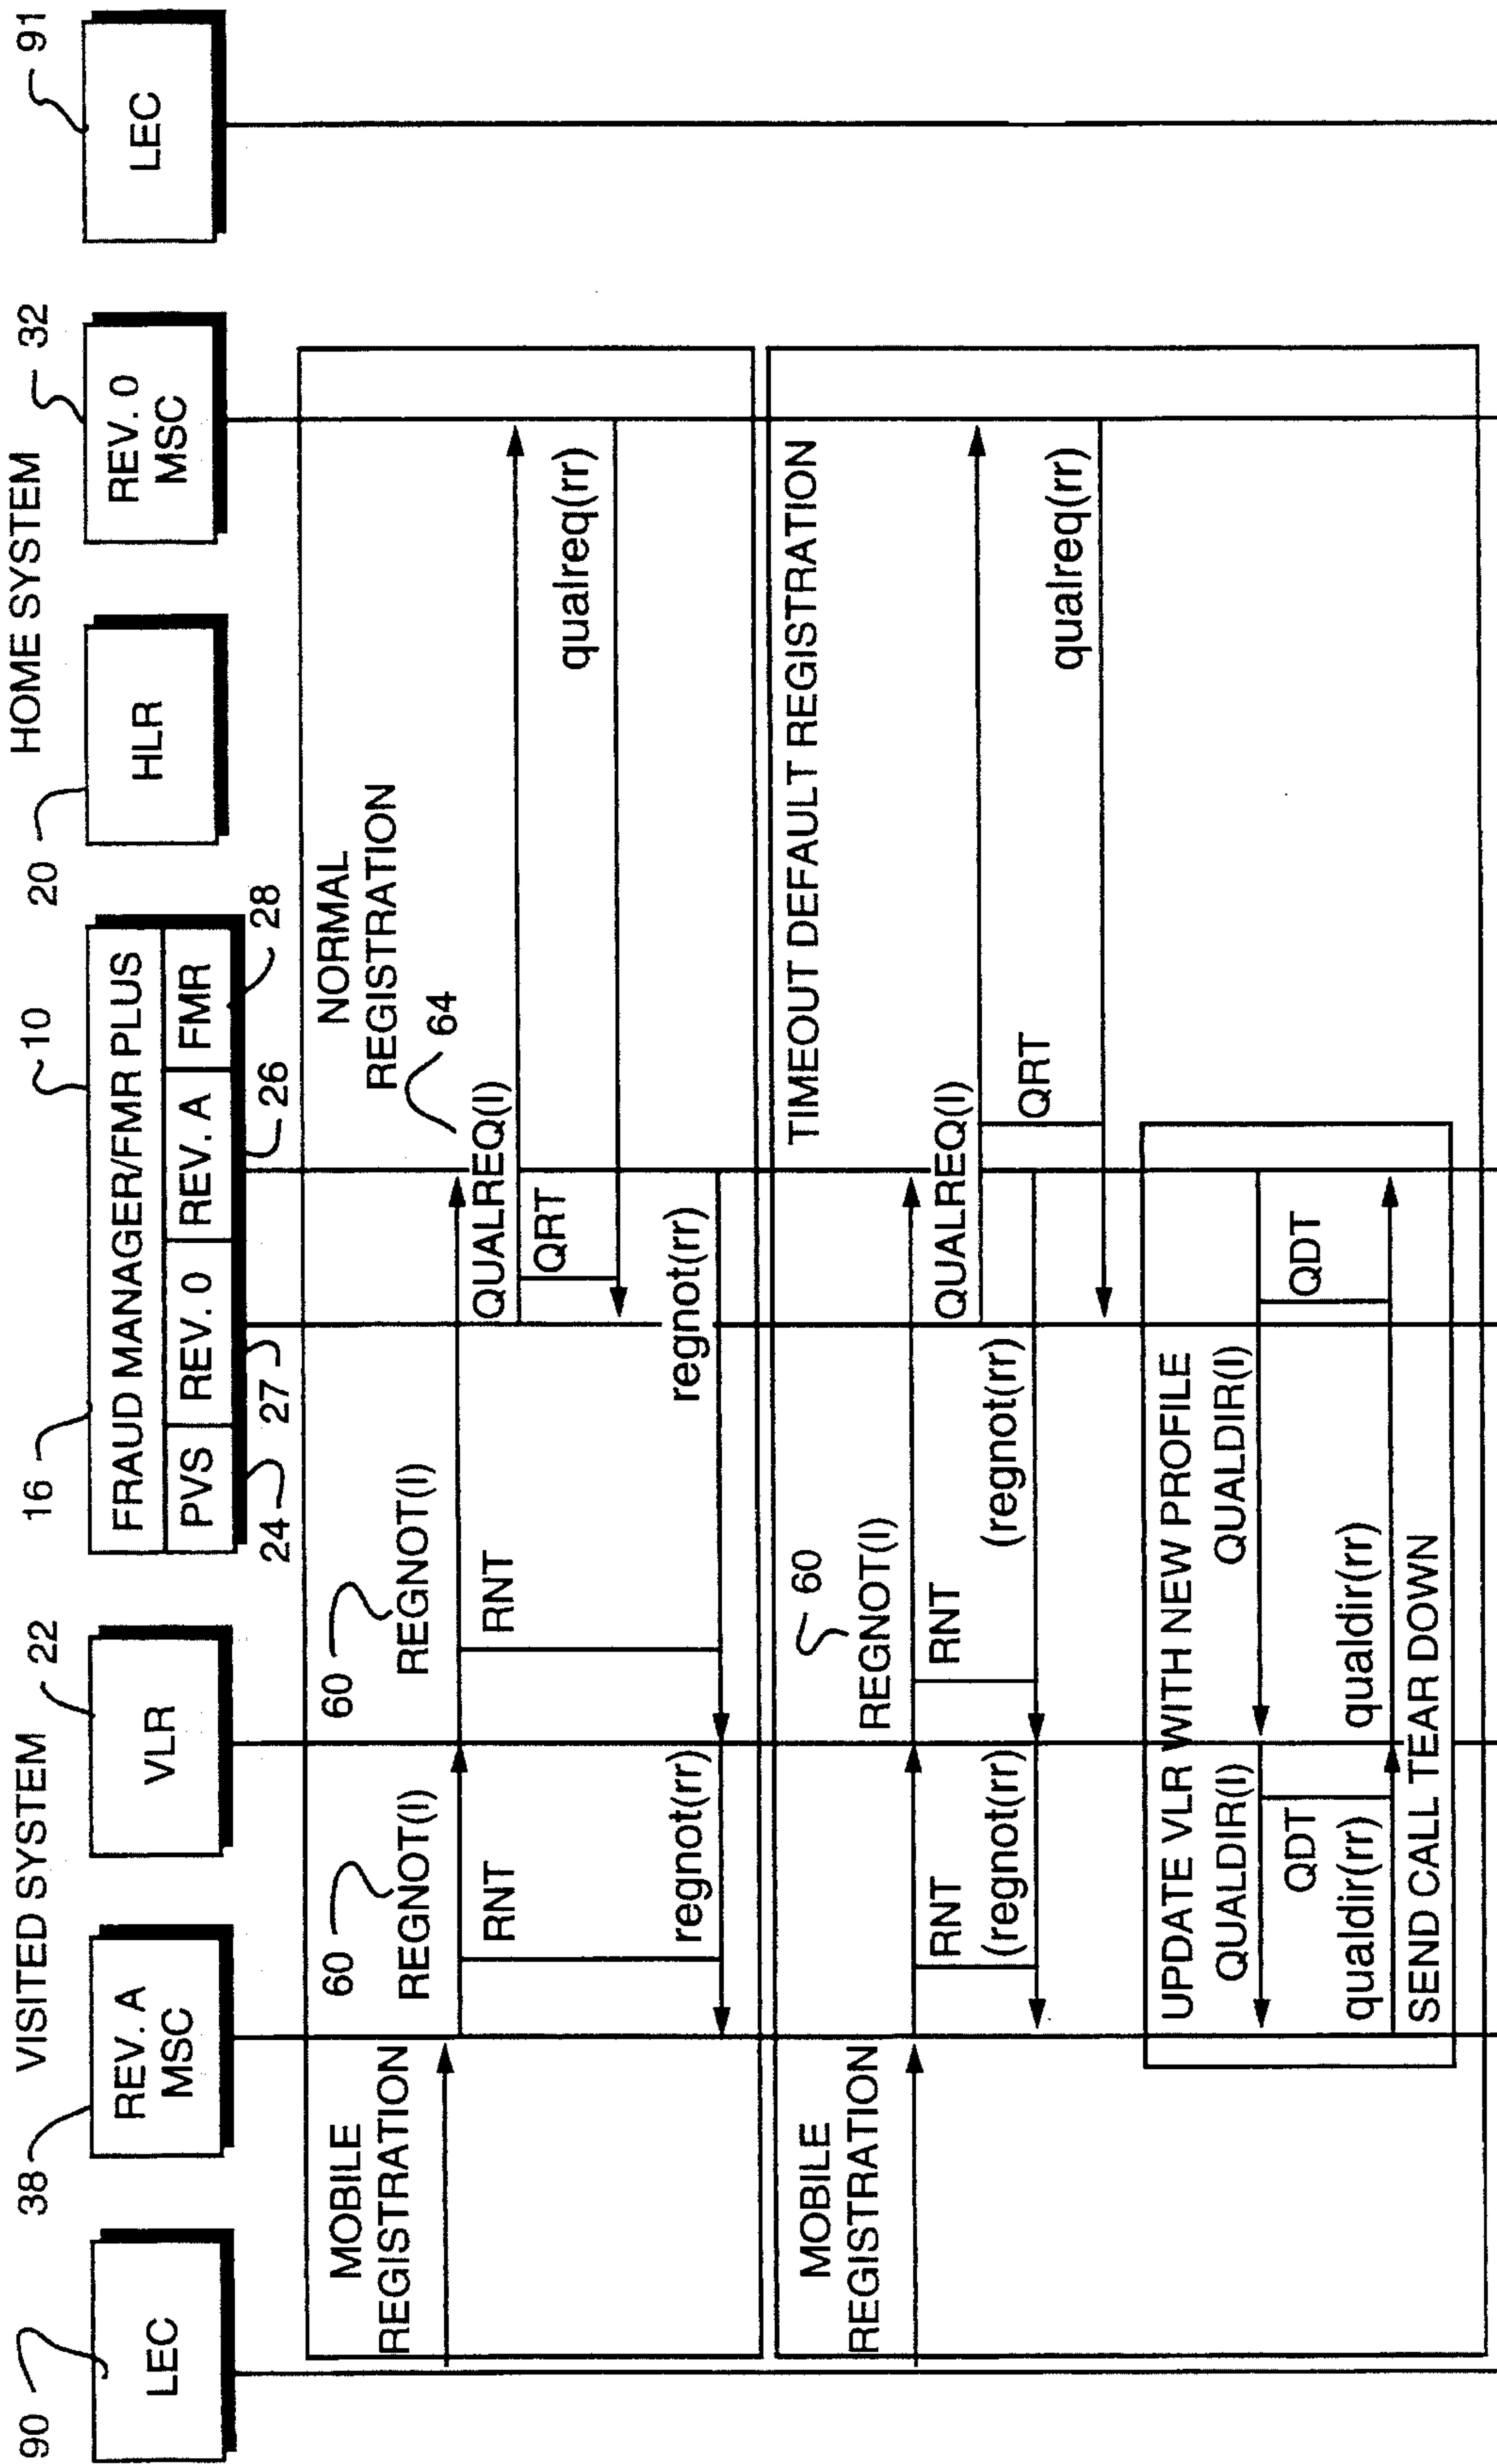 VISITED SYSTEM
HOME SYSTEM
90
LEC
38
REV. A
MSC
22
VLR
16
10
FRAUD MANAGER/FMR PLUS
PVS
REV. 0
REV. A
FMR
24
27
26
28
20
HLR
32
REV. 0
MSC
91
LEC
NORMAL
REGISTRATION
MOBILE
REGISTRATION
60
REGNOT(I)
60
REGNOT(I)
64
QUALREQ(I)
RNT
RNT
QRT
qualreq(rr)
regnot(rr)
regnot(rr)
TIMEOUT DEFAULT REGISTRATION
MOBILE
REGISTRATION
60
REGNOT(I)
QUALREQ(I)
RNT
RNT
QRT
(regnot(rr)
(regnot(rr)
qualreq(rr)
UPDATE VLR WITH NEW PROFILE
QUALDIR(I)
QUALDIR(I)
QDT
QDT
qualdir(rr)
qualdir(rr)
SEND CALL TEAR DOWN